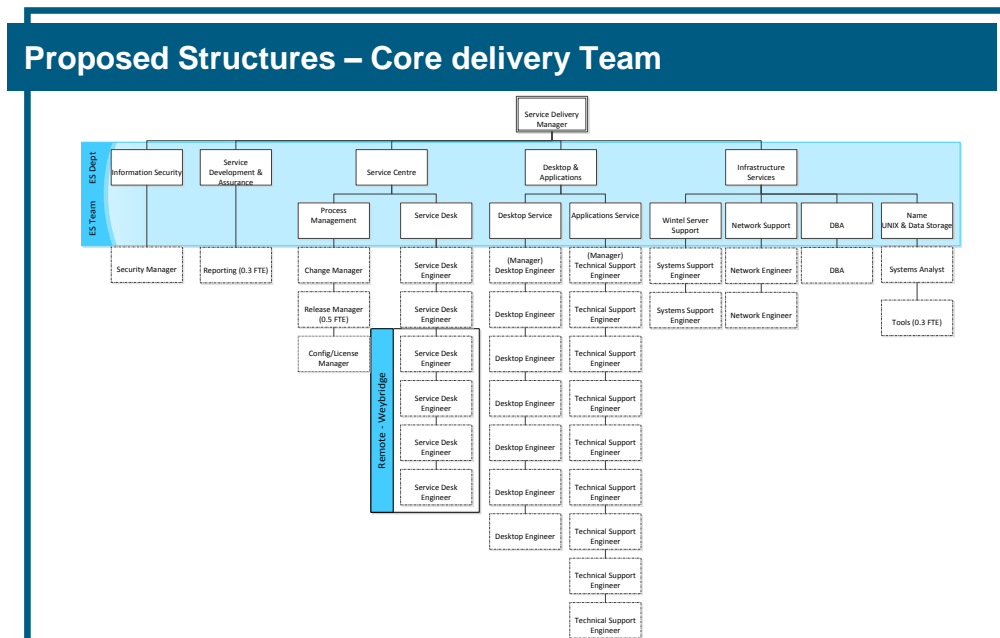 Proposed Structures – Core delivery Team
Service Delivery
Manager
ES Dept
Information Security
Service
Development &
Assurance
Service Centre
Desktop &
Applications
Infrastructure
Services
ES Team
Process
Management
Service Desk
Desktop Service
Applications Service
Wintel Server
Support
Network Support
DBA
Name
UNIX & Data Storage
Security Manager
Reporting (0.3 FTE)
Change Manager
Service Desk
Engineer
(Manager)
Desktop Engineer
(Manager)
Technical Support
Engineer
Systems Support
Engineer
Network Engineer
DBA
Systems Analyst
Release Manager
(0.5 FTE)
Service Desk
Engineer
Desktop Engineer
Technical Support
Engineer
Systems Support
Engineer
Network Engineer
Tools (0.3 FTE)
Config/License
Manager
Remote - Weybridge
Service Desk
Engineer
Desktop Engineer
Technical Support
Engineer
Service Desk
Engineer
Desktop Engineer
Technical Support
Engineer
Service Desk
Engineer
Desktop Engineer
Technical Support
Engineer
Service Desk
Engineer
Desktop Engineer
Technical Support
Engineer
Desktop Engineer
Technical Support
Engineer
Technical Support
Engineer
Technical Support
Engineer